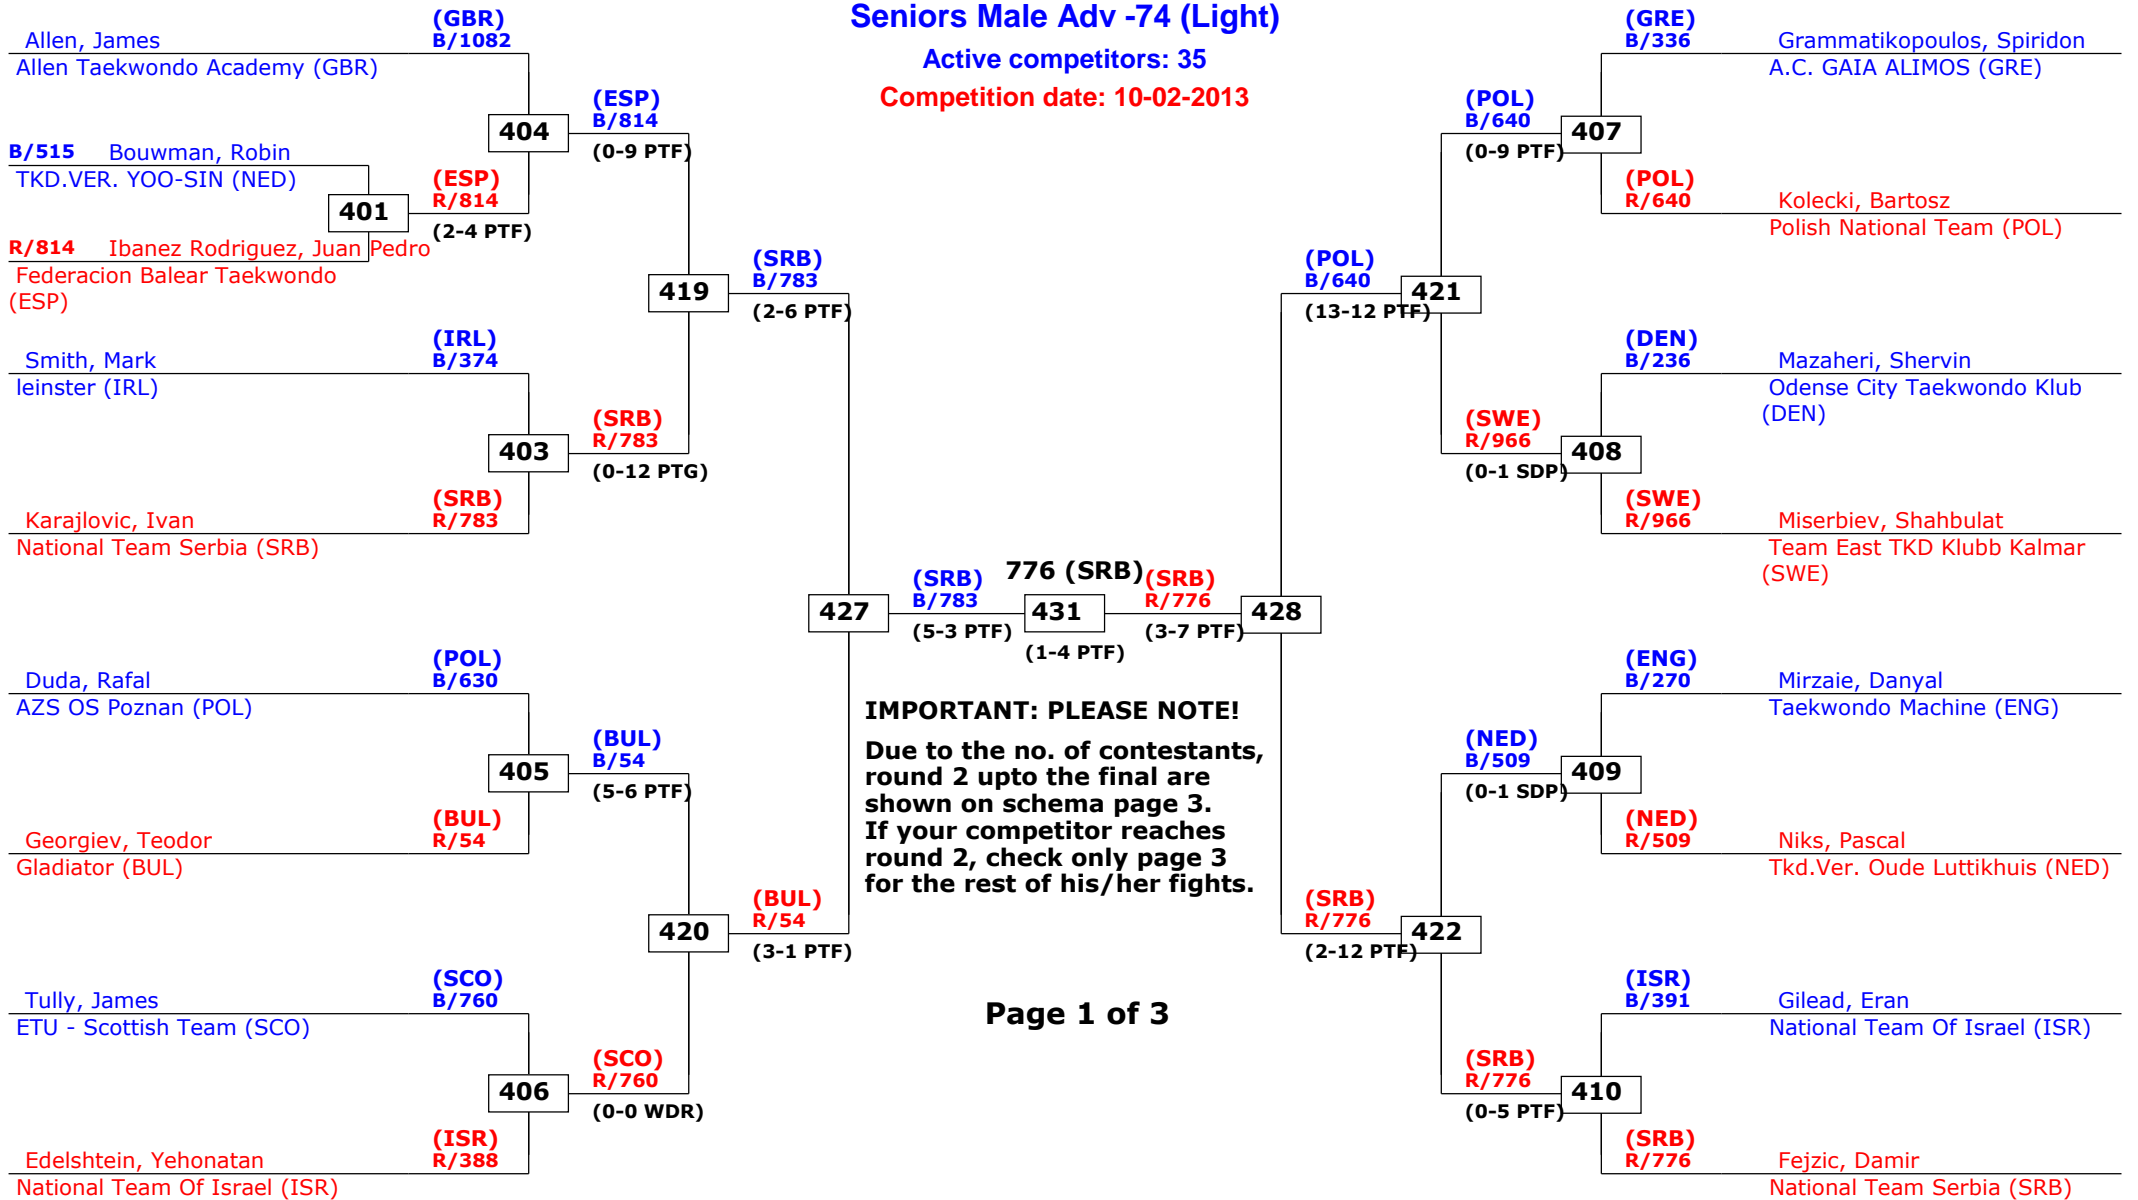 Seniors Male Adv -74 (Light)
Active competitors: 35
Competition date: 10-02-2013
(GBR)
B/1082
Allen, James
Allen Taekwondo Academy (GBR)
404
(ESP)
B/814
(0-9 PTF)
B/515 Bouwman, Robin
TKD.VER. YOO-SIN (NED)
401
(ESP)
R/814
(2-4 PTF)
R/814 Ibanez Rodriguez, Juan Pedro
Federacion Balear Taekwondo
(ESP)
419
(SRB)
B/783
(2-6 PTF)
(IRL)
B/374
Smith, Mark
leinster (IRL)
403
(SRB)
R/783
(0-12 PTG)
(SRB)
R/783
Karajlovic, Ivan
National Team Serbia (SRB)
427
(SRB)
B/783
(5-3 PTF)
776 (SRB)
431
(1-4 PTF)
(SRB)
R/776
(3-7 PTF)
428
(POL)
B/630
Duda, Rafal
AZS OS Poznan (POL)
405
(BUL)
B/54
(5-6 PTF)
(BUL)
R/54
Georgiev, Teodor
Gladiator (BUL)
420
(BUL)
R/54
(3-1 PTF)
(SCO)
B/760
Tully, James
ETU - Scottish Team (SCO)
406
(SCO)
R/760
(0-0 WDR)
(ISR)
R/388
Edelshtein, Yehonatan
National Team Of Israel (ISR)
IMPORTANT: PLEASE NOTE!
Due to the no. of contestants,
round 2 upto the final are
shown on schema page 3.
If your competitor reaches
round 2, check only page 3
for the rest of his/her fights.
Page 1 of 3
(GRE)
B/336
Grammatikopoulos, Spiridon
A.C. GAIA ALIMOS (GRE)
(POL)
B/640
(0-9 PTF)
407
(POL)
R/640
Kolecki, Bartosz
Polish National Team (POL)
(POL)
B/640
(13-12 PTF)
421
(DEN)
B/236
Mazaheri, Shervin
Odense City Taekwondo Klub
(DEN)
(SWE)
R/966
(0-1 SDP)
408
(SWE)
R/966
Miserbiev, Shahbulat
Team East TKD Klubb Kalmar
(SWE)
(ENG)
B/270
Mirzaie, Danyal
Taekwondo Machine (ENG)
(NED)
B/509
(0-1 SDP)
409
(NED)
R/509
Niks, Pascal
Tkd.Ver. Oude Luttikhuis (NED)
(SRB)
R/776
(2-12 PTF)
422
(ISR)
B/391
Gilead, Eran
National Team Of Israel (ISR)
(SRB)
R/776
(0-5 PTF)
410
(SRB)
R/776
Fejzic, Damir
National Team Serbia (SRB)